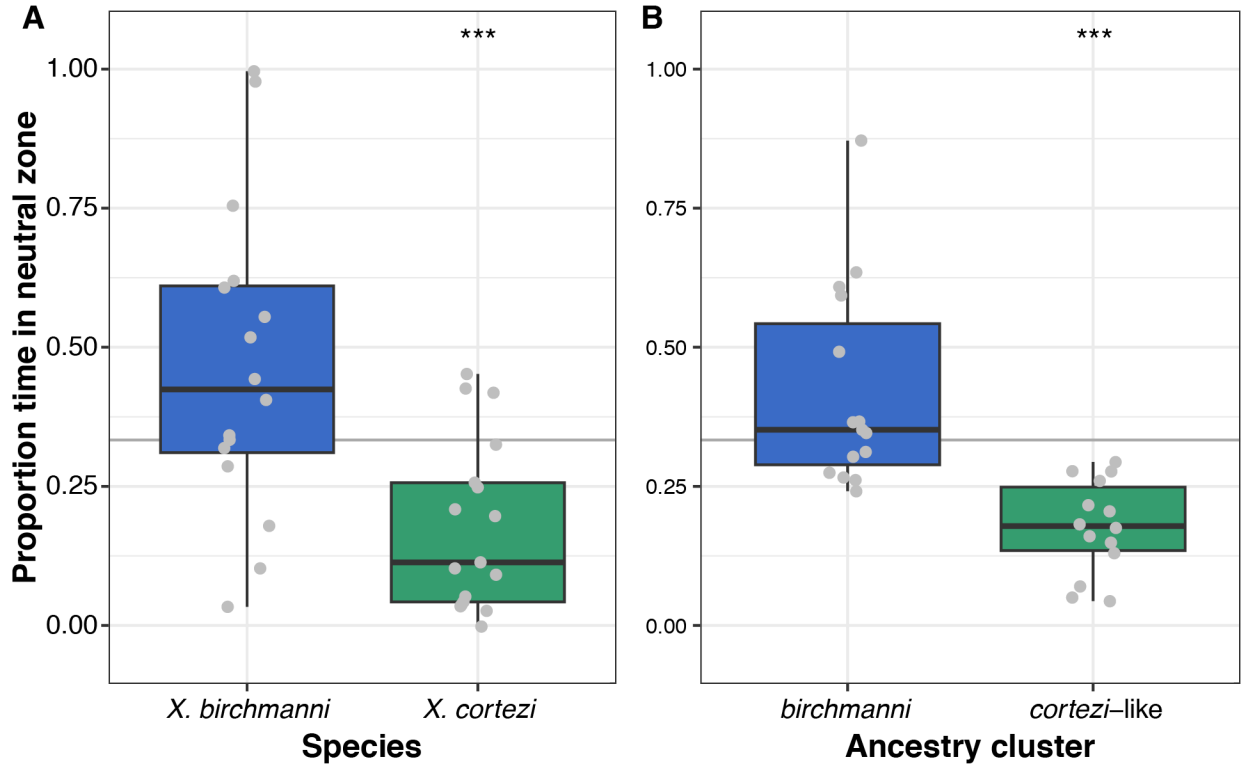 A
***
Proportion time in neutral zone
1.00
0.75
0.50
0.25
0.00
X. birchmanni
X. cortezi
Species
B
***
1.00
0.75
0.50
0.25
0.00
birchmanni
cortezi–like
Ancestry cluster